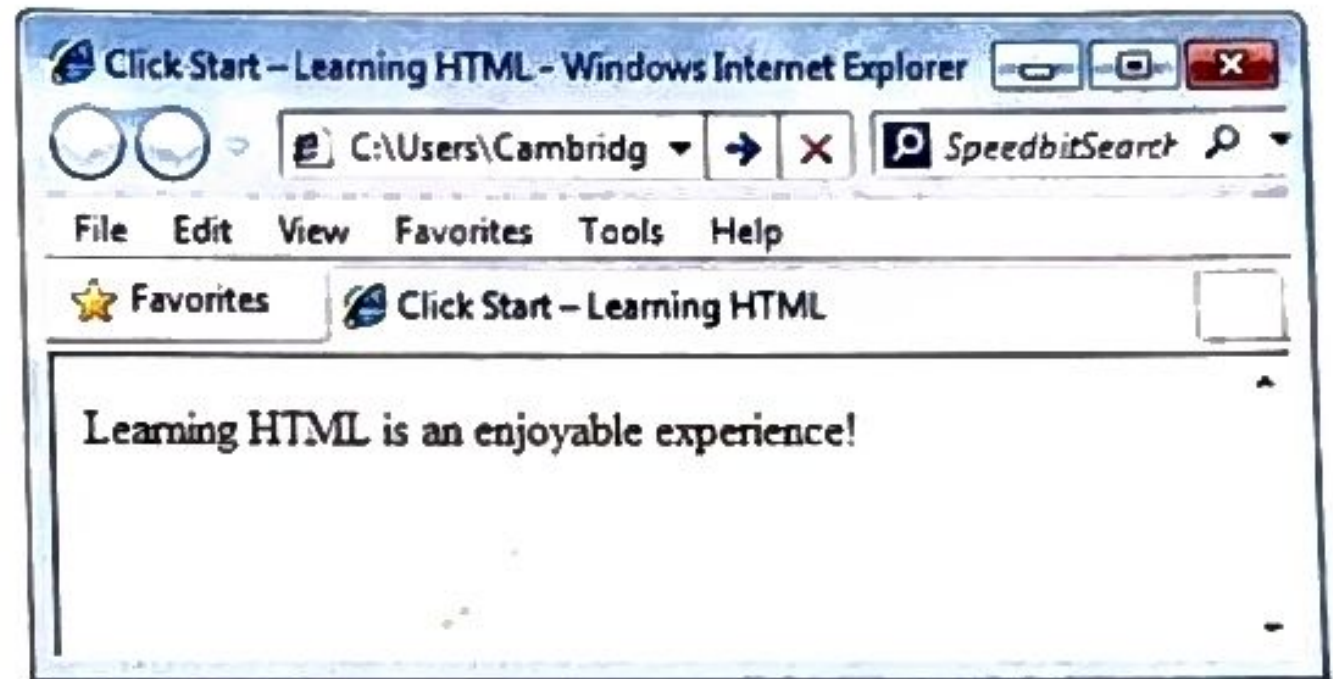 Click Start – Learning HTML - Windows Internet Explorer
C:\Users\Cambridg SpeedbitSearch
File Edit View Favorites Tools Help
Favorites Click Start – Learning HTML
Learning HTML is an enjoyable experience!